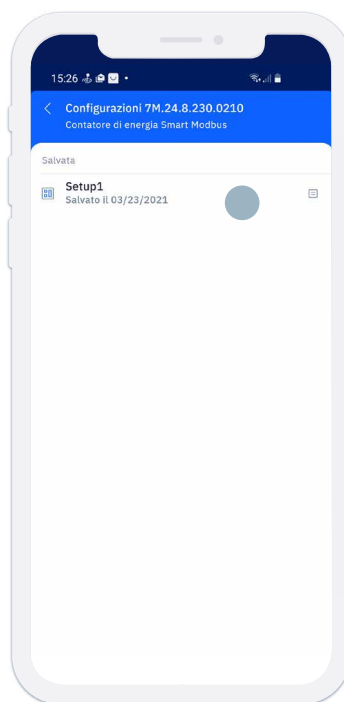 15:26
Configurazioni 7M.24.8.230.0210
Contatore di energia Smart Modbus
Salvata
Setup1
Salvato il 03/23/2021